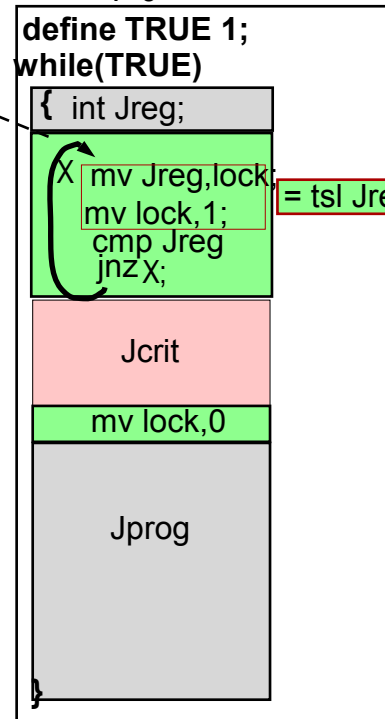 define TRUE 1;
while(TRUE)
{ int Jreg;
X mv Jreg,lock;
= tsl
mv lock,1;
cmp Jreg
jnz X;
Jcrit
mv lock,0
Jprog
}